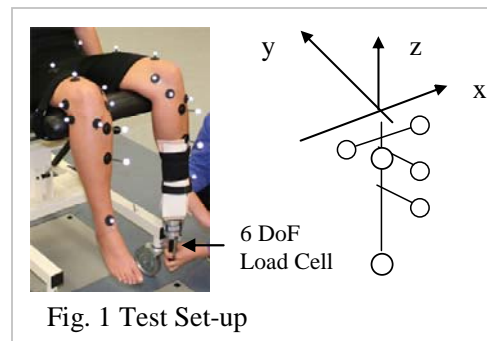 y
z
x
6 DoF
Load Cell
Fig. 1 Test Set-up